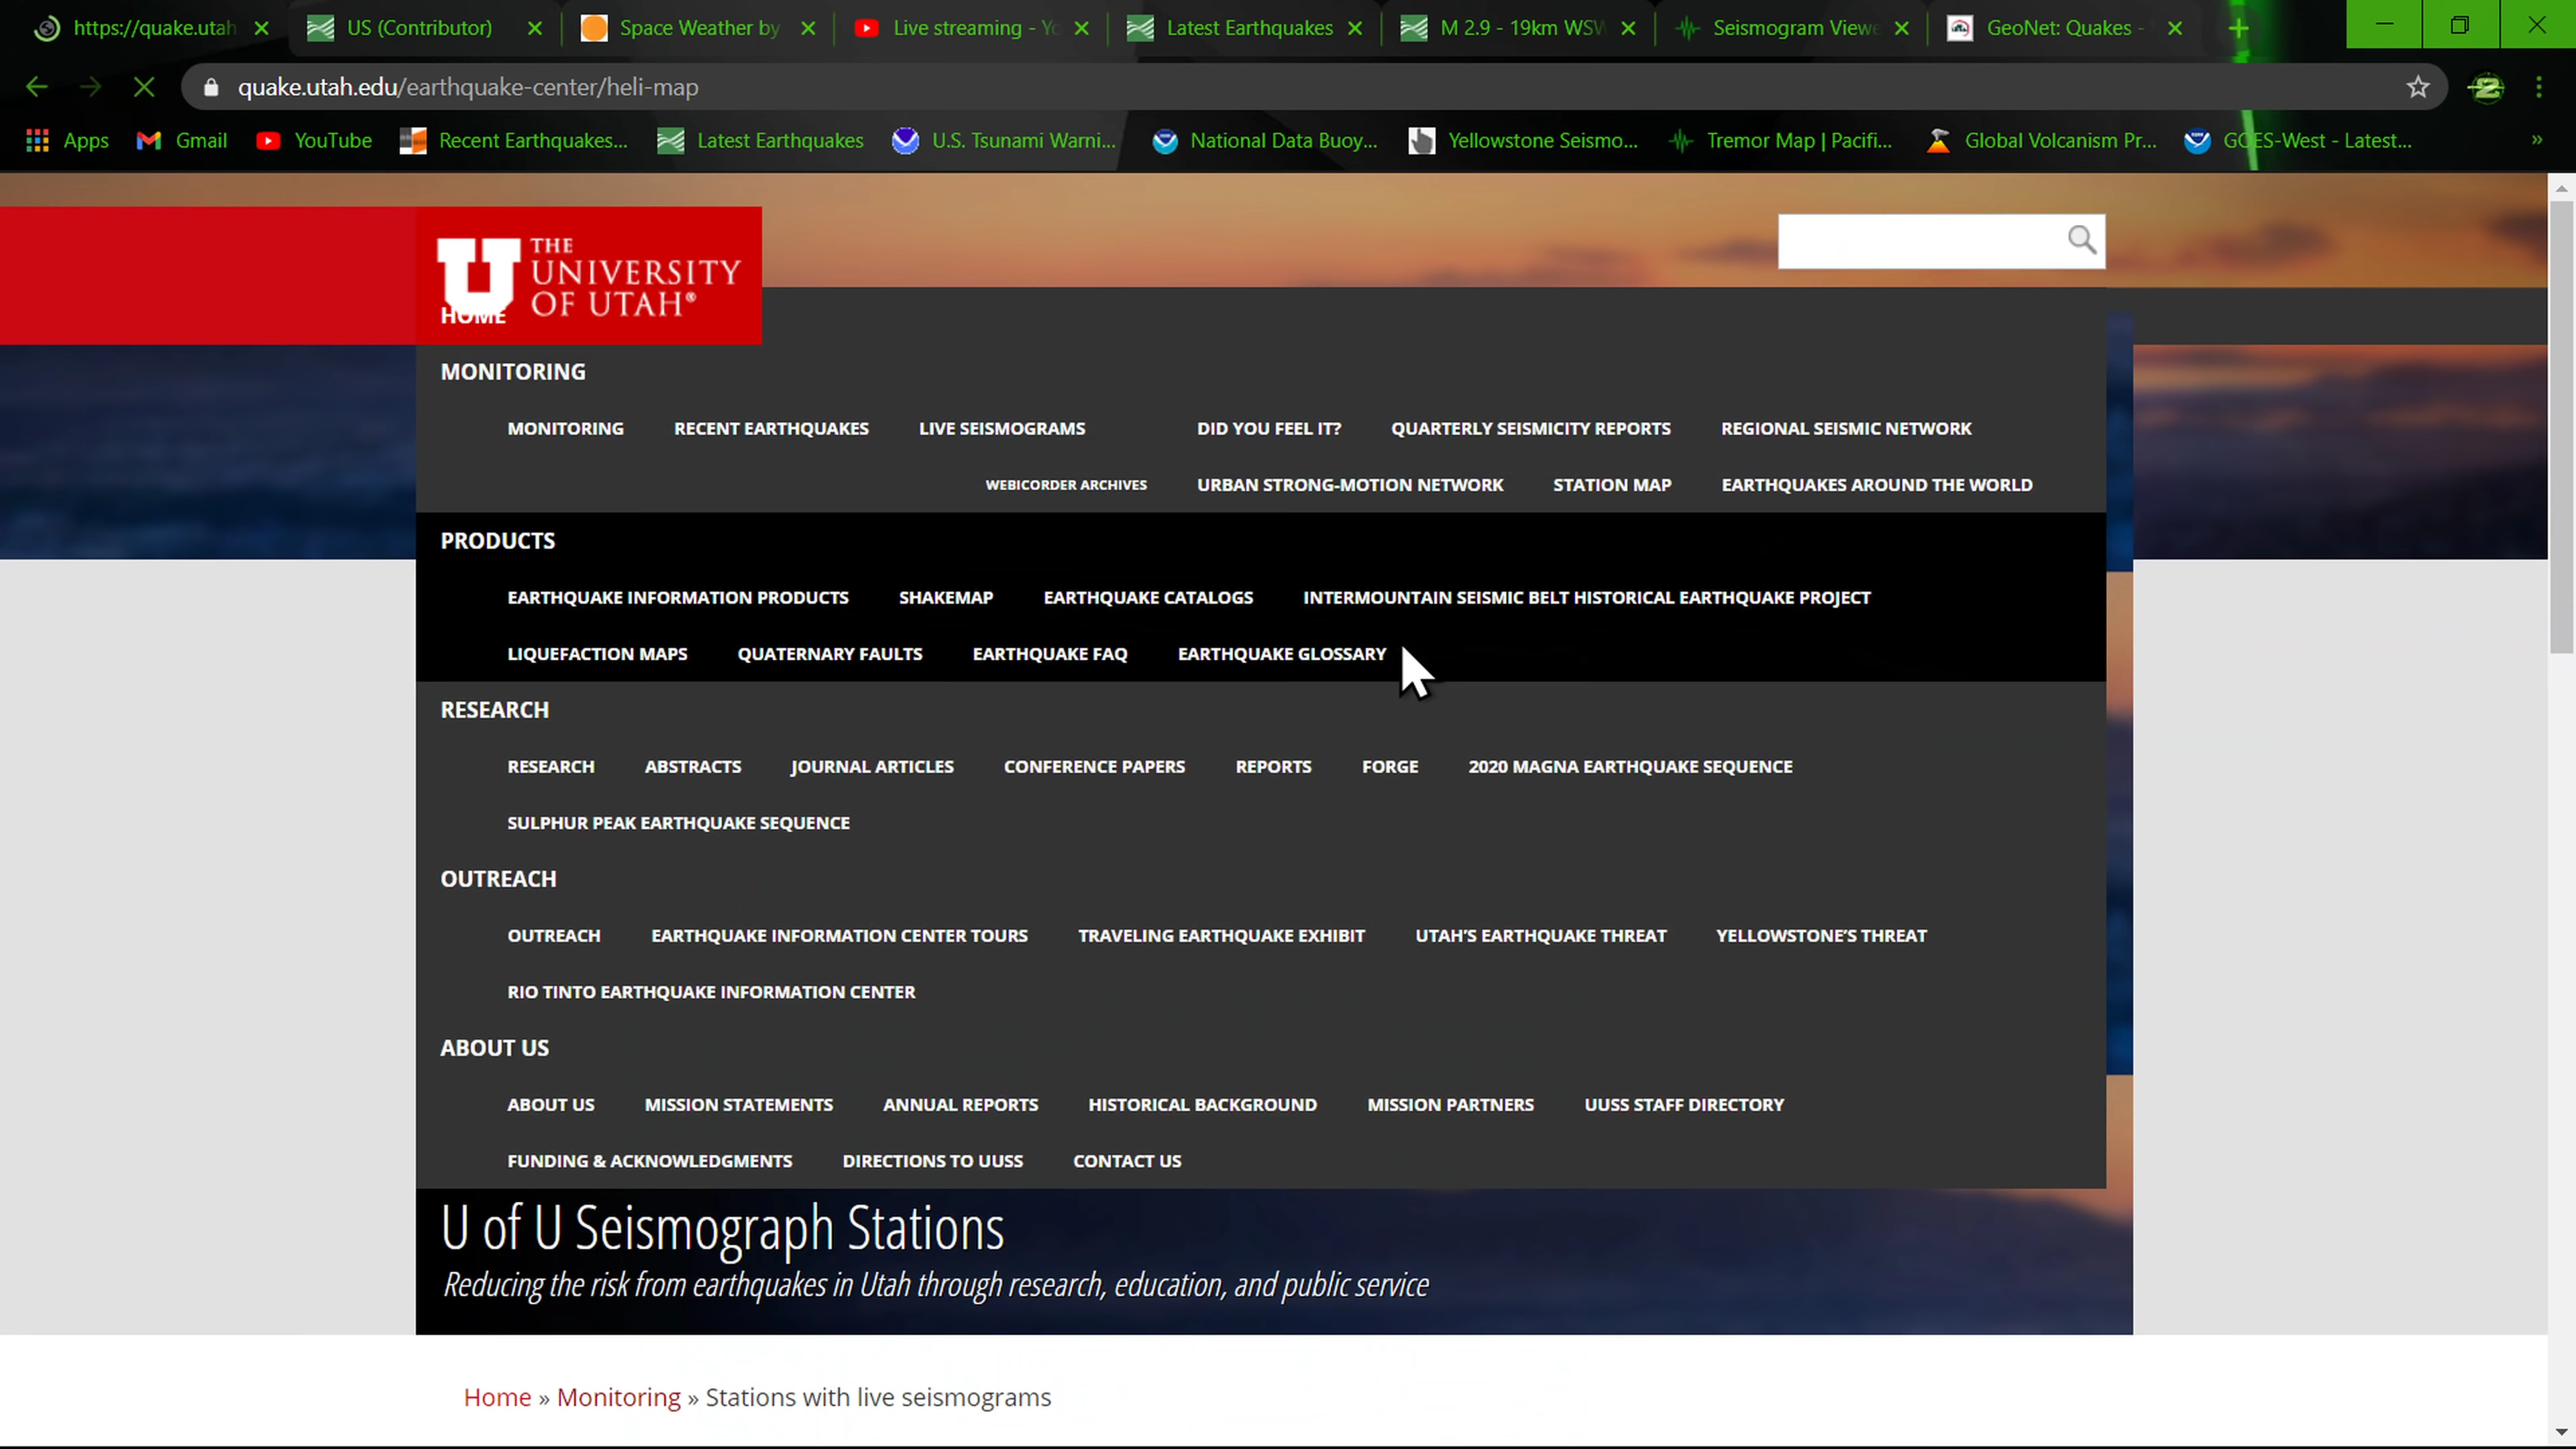 https://quake.utah US (Contributor) Space Weather by Live streaming - Yo Latest Earthquakes M 2.9 - 19km WSW Seismogram Viewe GeoNet: Quakes -
quake.utah.edu/earthquake-center/heli-map
Apps Gmail YouTube Recent Earthquakes... Latest Earthquakes U.S. Tsunami Warni... National Data Buoy... Yellowstone Seismo... Tremor Map | Pacifi... Global Volcanism Pr... GOES-West - Latest... »
THE
UNIVERSITY
OF UTAH®
HOME
MONITORING
MONITORING RECENT EARTHQUAKES LIVE SEISMOGRAMS DID YOU FEEL IT? QUARTERLY SEISMICITY REPORTS REGIONAL SEISMIC NETWORK
WEBICORDER ARCHIVES URBAN STRONG-MOTION NETWORK STATION MAP EARTHQUAKES AROUND THE WORLD
PRODUCTS
EARTHQUAKE INFORMATION PRODUCTS SHAKEMAP EARTHQUAKE CATALOGS INTERMOUNTAIN SEISMIC BELT HISTORICAL EARTHQUAKE PROJECT
LIQUEFACTION MAPS QUATERNARY FAULTS EARTHQUAKE FAQ EARTHQUAKE GLOSSARY
RESEARCH
RESEARCH ABSTRACTS JOURNAL ARTICLES CONFERENCE PAPERS REPORTS FORGE 2020 MAGNA EARTHQUAKE SEQUENCE
SULPHUR PEAK EARTHQUAKE SEQUENCE
OUTREACH
OUTREACH EARTHQUAKE INFORMATION CENTER TOURS TRAVELING EARTHQUAKE EXHIBIT UTAH'S EARTHQUAKE THREAT YELLOWSTONE'S THREAT
RIO TINTO EARTHQUAKE INFORMATION CENTER
ABOUT US
ABOUT US MISSION STATEMENTS ANNUAL REPORTS HISTORICAL BACKGROUND MISSION PARTNERS UUSS STAFF DIRECTORY
FUNDING & ACKNOWLEDGMENTS DIRECTIONS TO UUSS CONTACT US
U of U Seismograph Stations
Reducing the risk from earthquakes in Utah through research, education, and public service
Home » Monitoring » Stations with live seismograms